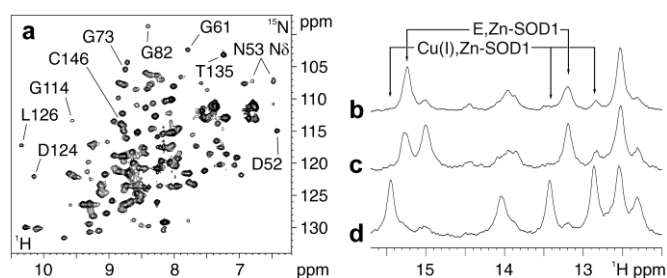 a
¹⁵N
ppm
G61
G73
G82
N53 Nδ
C146
T135
G114
L126
D124
D52
¹H
105
110
115
120
125
130
10
9
8
7
ppm
E,Zn-SOD1
Cu(I),Zn-SOD1
b
c
d
15
14
13
¹H ppm